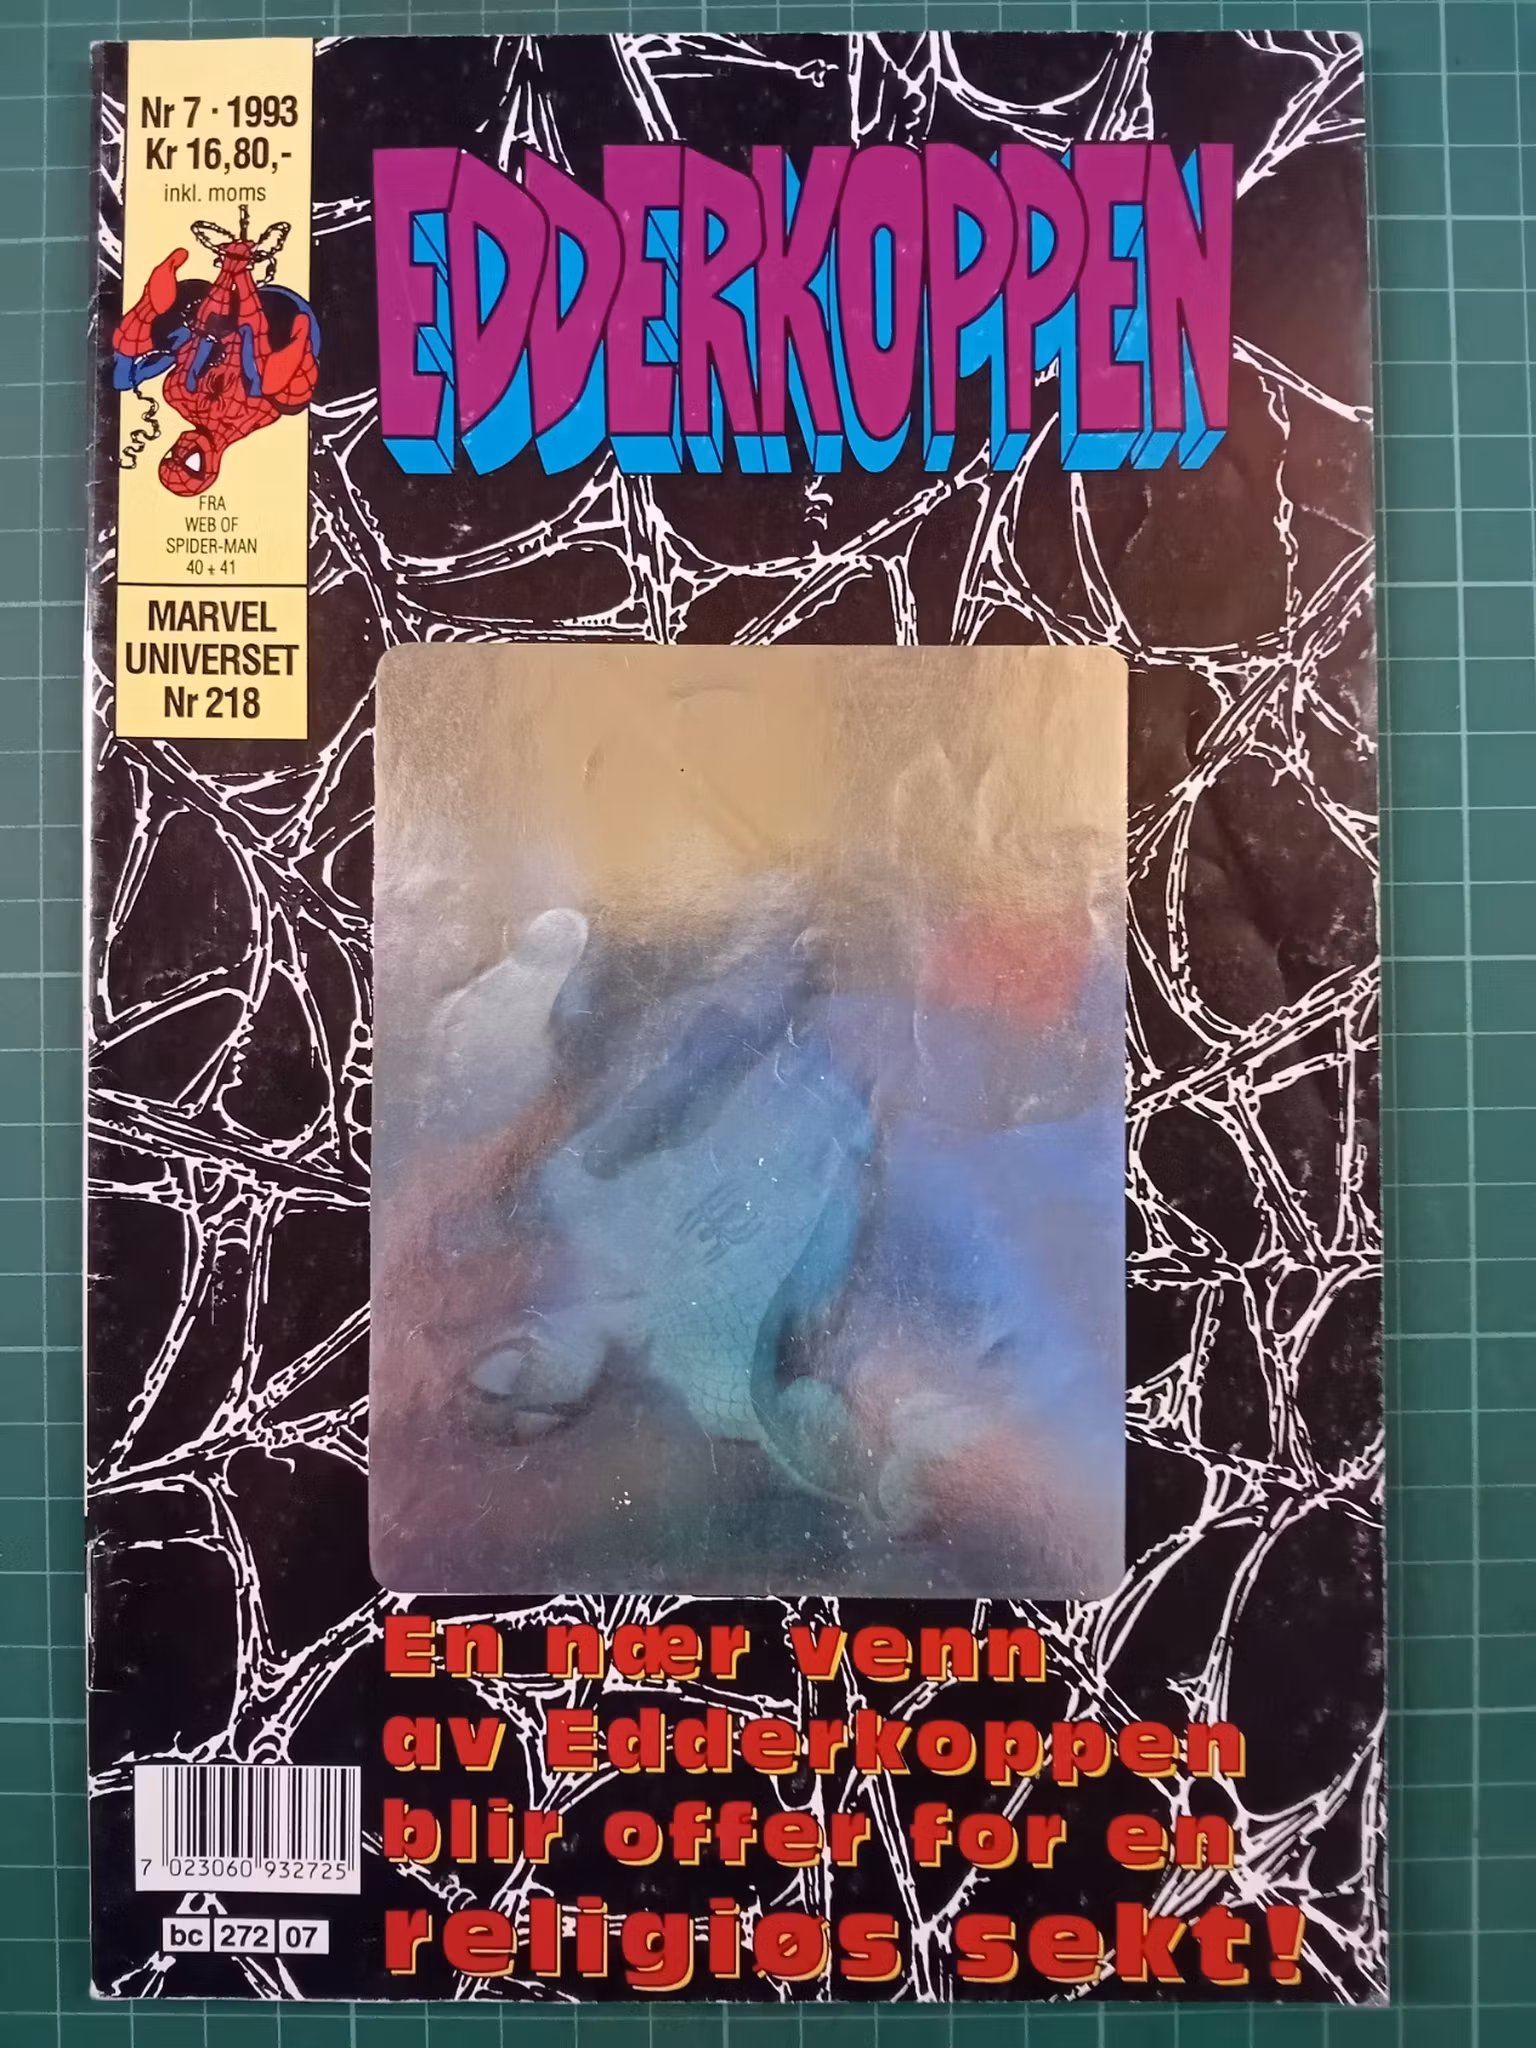 Nr 7 · 1993
Kr 16,80,-
inkl. moms
EDDERKOPPEN
FRA
WEB OF
SPIDER-MAN
40 + 41
MARVEL
UNIVERSET
Nr 218
En nær venn
av Edderkoppen
blir offer for en
religiøs sekt!
7 023060 932725
bc 272 07